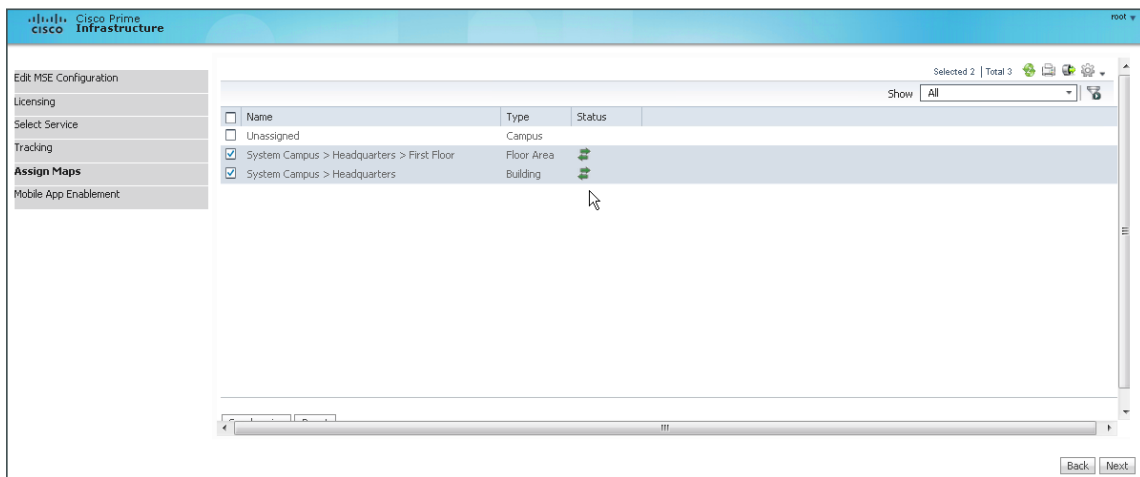 Cisco Prime
CISCO Infrastructure
root
Edit MSE Configuration
Licensing
Select Service
Tracking
Assign Maps
Mobile App Enablement
Selected 2 | Total 3
Show All
Name Type Status
Unassigned Campus
System Campus > Headquarters > First Floor Floor Area
System Campus > Headquarters Building
Back Next